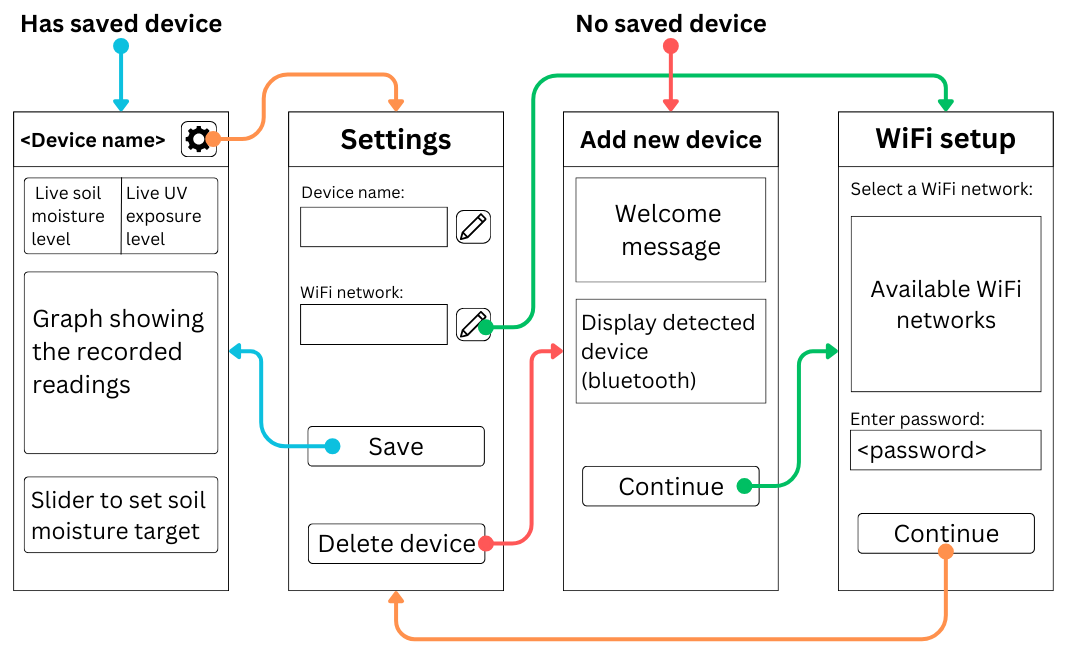 Has saved device
No saved device
<Device name>
Live soil
moisture
level
Live UV
exposure
level
Graph showing
the recorded
readings
Slider to set soil
moisture target
Settings
Device name:
WiFi network:
Save
Delete device
Add new device
Welcome
message
Display detected
device
(bluetooth)
Continue
WiFi setup
Select a WiFi network:
Available WiFi
networks
Enter password:
<password>
Continue